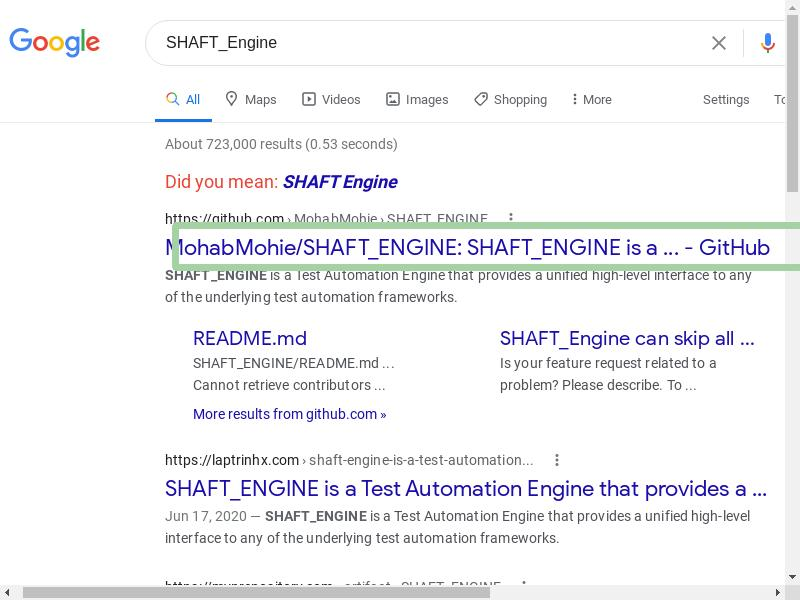 Google
SHAFT_Engine
All Maps Videos Images Shopping More Settings
About 723,000 results (0.53 seconds)
Did you mean: SHAFT Engine
https://github.com › MohabMohie › SHAFT_ENGINE
MohabMohie/SHAFT_ENGINE: SHAFT_ENGINE is a ... - GitHub
SHAFT_ENGINE is a Test Automation Engine that provides a unified high-level interface to any
of the underlying test automation frameworks.
README.md
SHAFT_ENGINE/README.md ...
Cannot retrieve contributors ...
SHAFT_Engine can skip all ...
Is your feature request related to a
problem? Please describe. To ...
More results from github.com »
https://laptrinhx.com › shaft-engine-is-a-test-automation...
SHAFT_ENGINE is a Test Automation Engine that provides a ...
Jun 17, 2020 — SHAFT_ENGINE is a Test Automation Engine that provides a unified high-level
interface to any of the underlying test automation frameworks.
https://mvnrepository.com › artifact › SHAFT_ENGINE